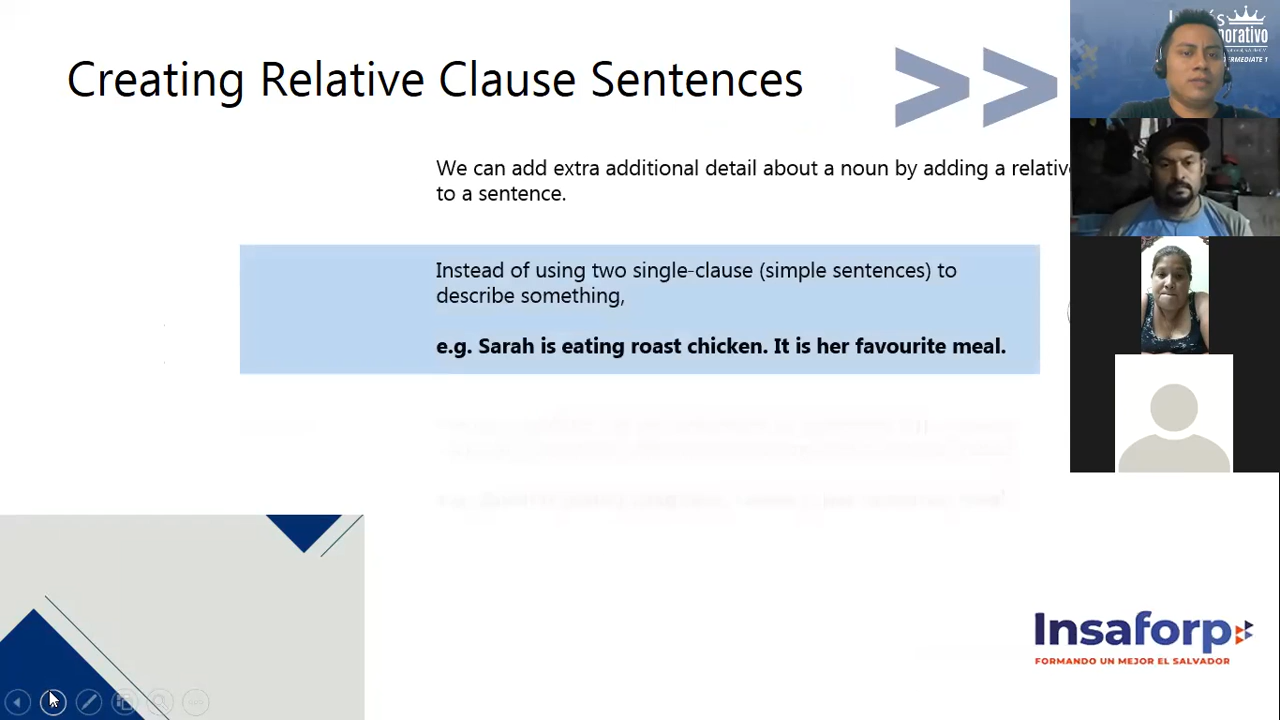 Creating Relative Clause Sentences
>>
We can add extra additional detail about a noun by adding a relative
to a sentence.
Instead of using two single-clause (simple sentences) to
describe something,
e.g. Sarah is eating roast chicken. It is her favourite meal.
Insaforp
FORMANDO UN MEJOR EL SALVADOR